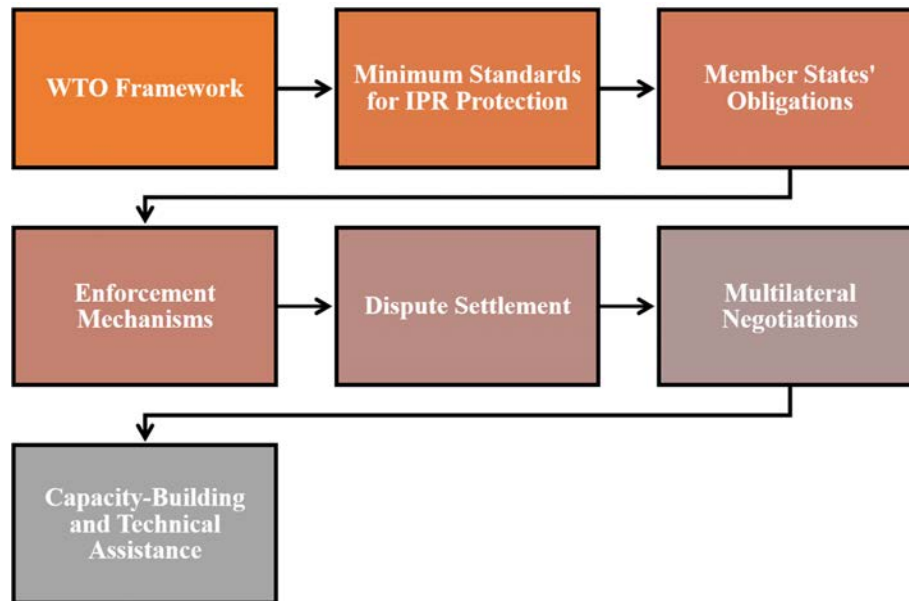 WTO Framework
Minimum Standards
for IPR Protection
Member States'
Obligations
Enforcement
Mechanisms
Dispute Settlement
Multilateral
Negotiations
Capacity-Building
and Technical
Assistance